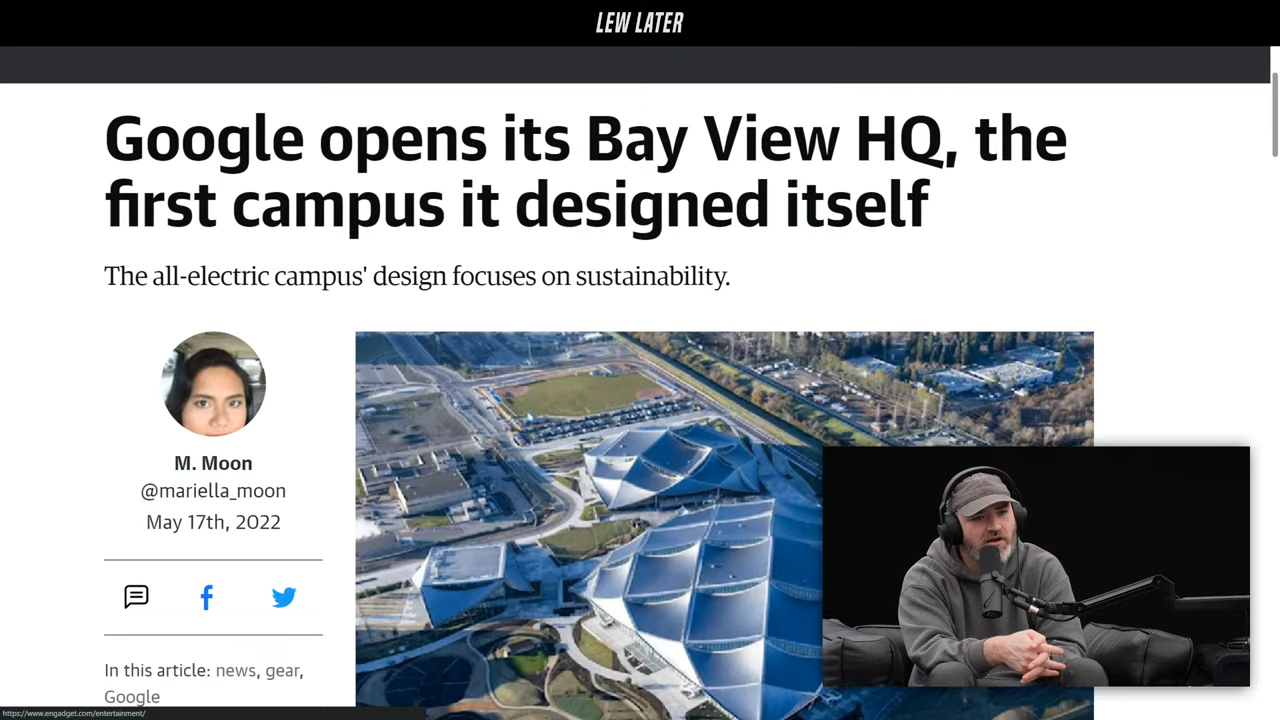 LEW LATER
Google opens its Bay View HQ, the
first campus it designed itself
The all-electric campus' design focuses on sustainability.
M. Moon
@mariella_moon
May 17th, 2022
In this article: news, gear,
Google
https://www.engadget.com/entertainment/